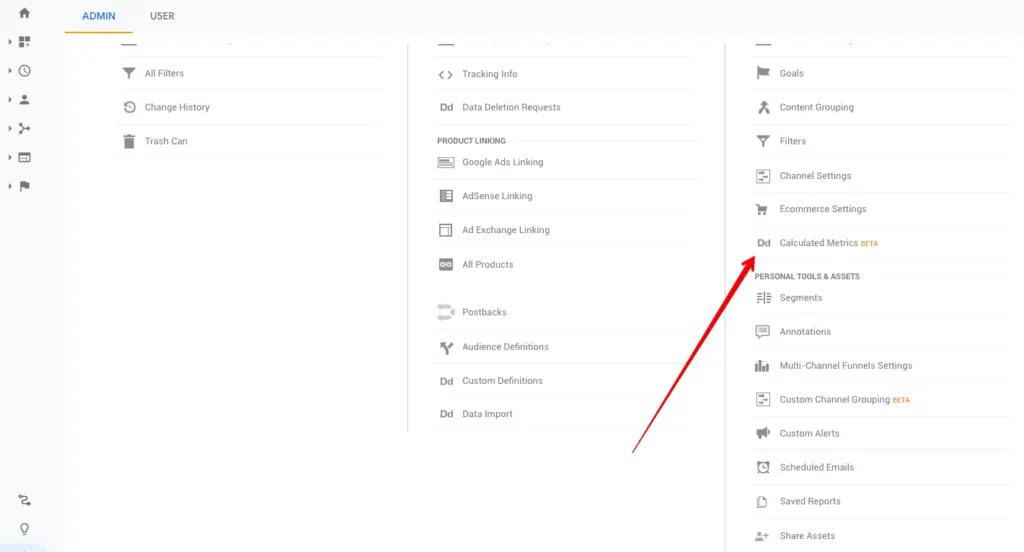 ADMIN
USER
All Filters
Change History
Trash Can
Tracking Info
Dd Data Deletion Requests
PRODUCT LINKING
Google Ads Linking
AdSense Linking
Ad Exchange Linking
All Products
Postbacks
Audience Definitions
Dd Custom Definitions
Dd Data Import
Goals
Content Grouping
Filters
Channel Settings
Ecommerce Settings
Dd Calculated Metrics BETA
PERSONAL TOOLS & ASSETS
Segments
Annotations
Multi-Channel Funnels Settings
Custom Channel Grouping BETA
Custom Alerts
Scheduled Emails
Saved Reports
Share Assets